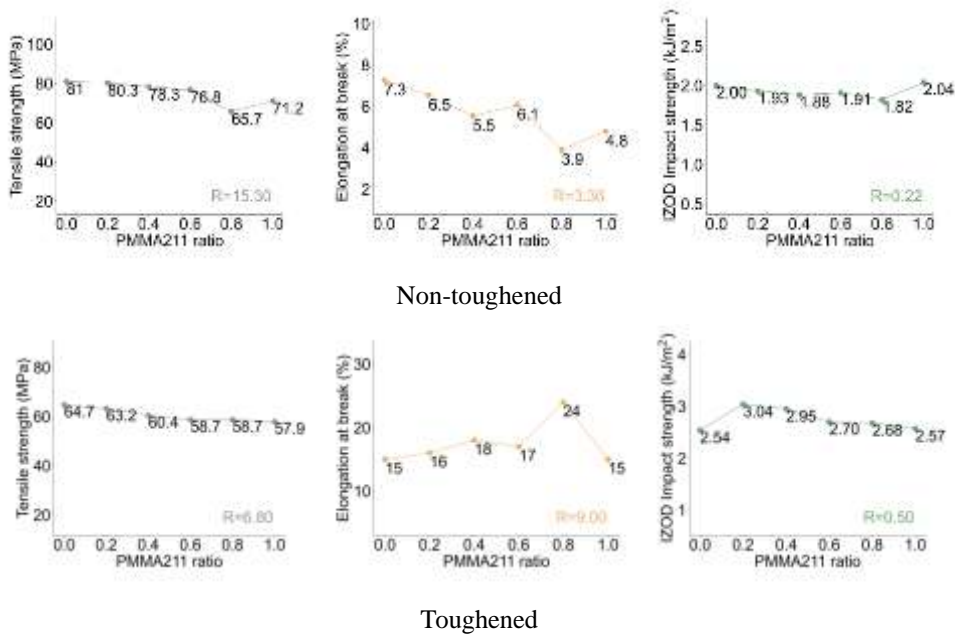 Tensile strength (MPa)
100
80
60
40
20
81
80.3
78.3
76.8
65.7
71.2
R=15.30
0.0 0.2 0.4 0.6 0.8 1.0
PMMA211 ratio
Elongation at break (%)
10
8
6
4
2
7.3
6.5
5.5
6.1
3.9
4.8
R=3.36
0.0 0.2 0.4 0.6 0.8 1.0
PMMA211 ratio
IZOD Impact strength (kJ/m²)
2.5
2.0
1.5
1.0
0.5
2.00
1.93
1.88
1.91
1.82
2.04
R=0.22
0.0 0.2 0.4 0.6 0.8 1.0
PMMA211 ratio
Non-toughened
Tensile strength (MPa)
80
60
40
20
64.7
63.2
60.4
58.7
58.7
57.9
R=6.80
0.0 0.2 0.4 0.6 0.8 1.0
PMMA211 ratio
Elongation at break (%)
30
20
10
15
16
18
17
24
15
R=9.00
0.0 0.2 0.4 0.6 0.8 1.0
PMMA211 ratio
IZOD Impact strength (kJ/m²)
4
3
2
1
2.54
3.04
2.95
2.70
2.68
2.57
R=0.50
0.0 0.2 0.4 0.6 0.8 1.0
PMMA211 ratio
Toughened